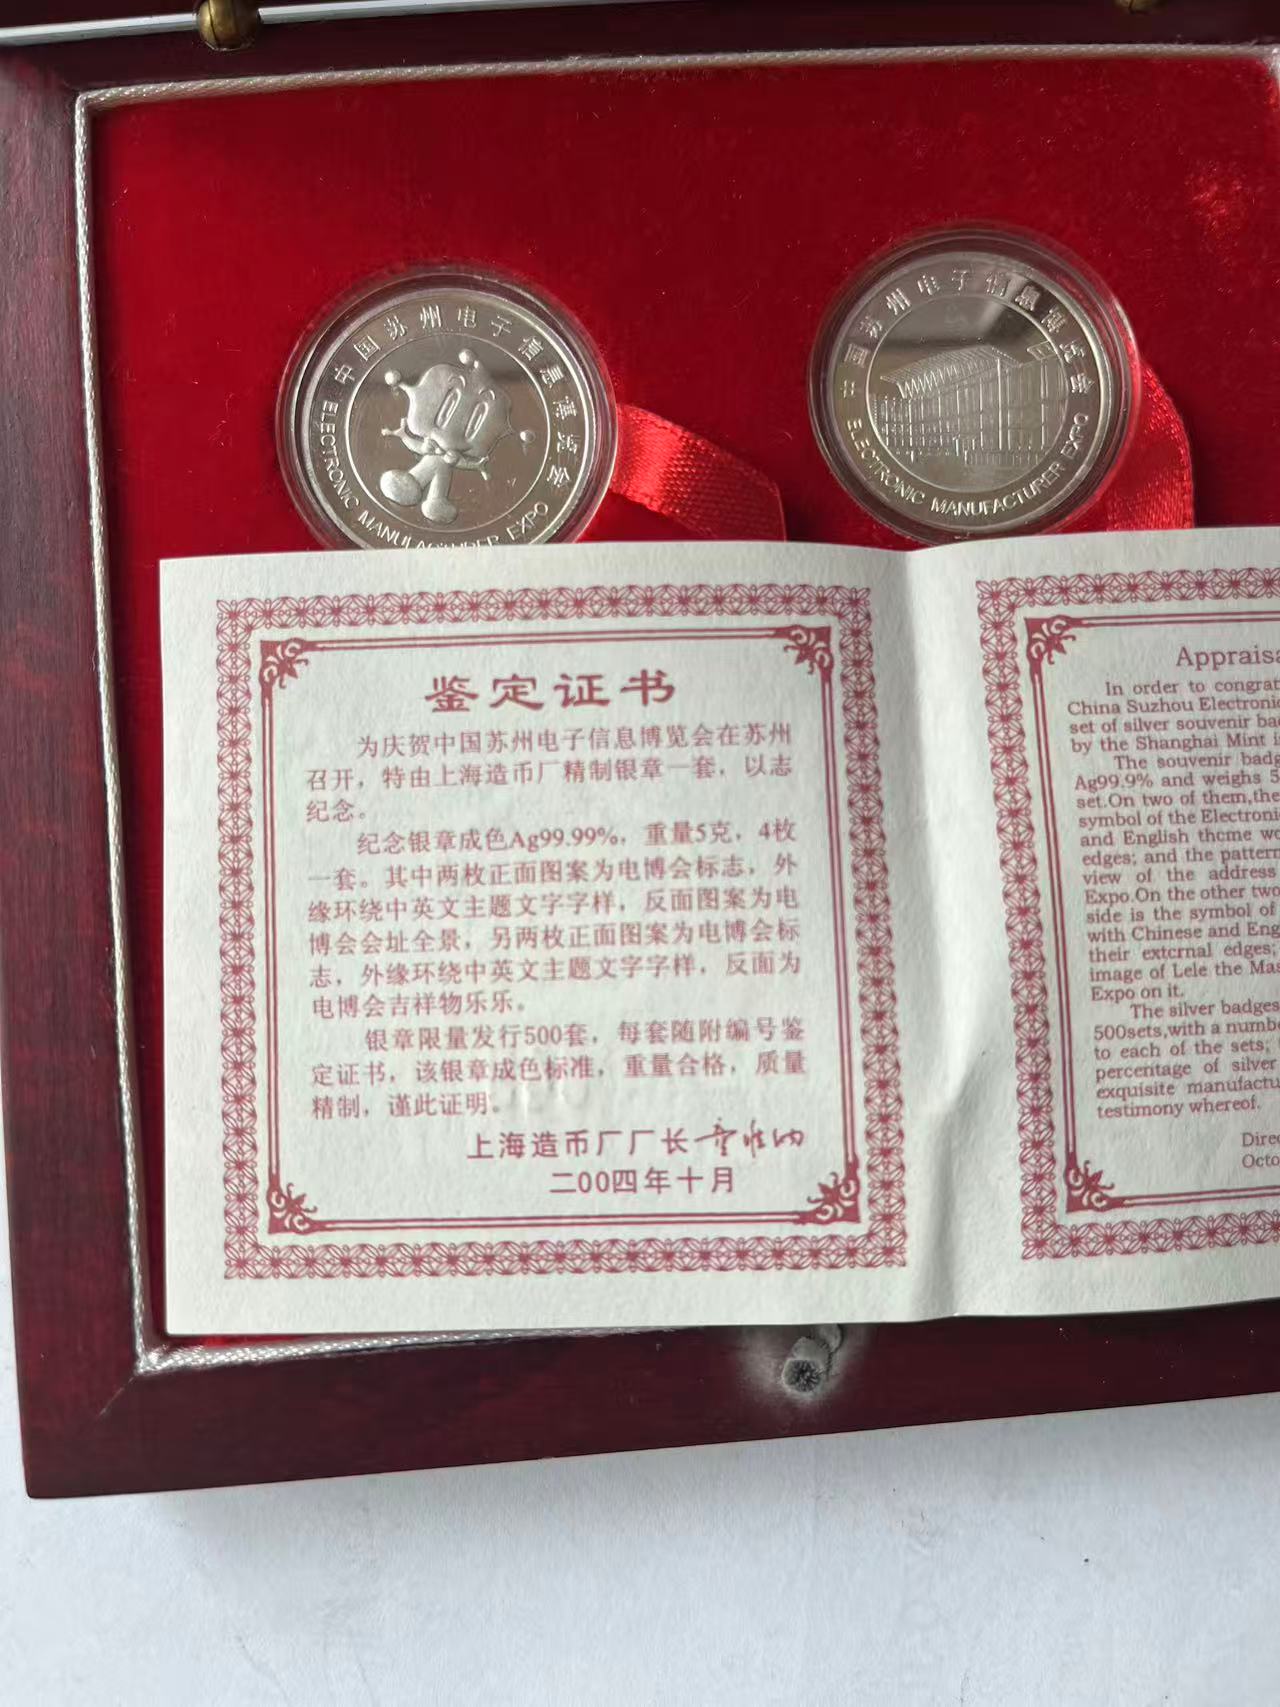 中国苏州电子信息博览会
ELECTRONIC MANUFACTURER EXPO
中国苏州电子信息博览会
ELECTRONIC MANUFACTURER EXPO
鉴定证书
为庆贺中国苏州电子信息博览会在苏州
召开，特由上海造币厂精制银章一套，以志
纪念。
纪念银章成色Ag99.99%，重量5克，4枚
一套。其中两枚正面图案为电博会标志，外
缘环绕中英文主题文字字样，反面图案为电
博会会址全景，另两枚正面图案为电博会标
志，外缘环绕中英文主题文字字样，反面为
电博会吉祥物乐乐。
银章限量发行500套，每套随附编号鉴
定证书，该银章成色标准，重量合格，质量
精制，谨此证明。
上海造币厂厂长
二00四年十月
Appraisa
In order to congrat
China Suzhou Electronic
set of silver souvenir ba
by the Shanghai Mint i
The souvenir badg
Ag99.9% and weighs 5
set.On two of them,the
symbol of the Electroni
and English thcme wo
edges; and the pattern
view of the address
Expo.On the other two
side is the symbol of
with Chinese and Eng
their extcrnal edges;
image of Lele the Mas
Expo on it.
The silver badges
500sets,with a numbe
to each of the sets;
percentage of silver
exquisite manufactu
testimony whereof.
Direc
Octo